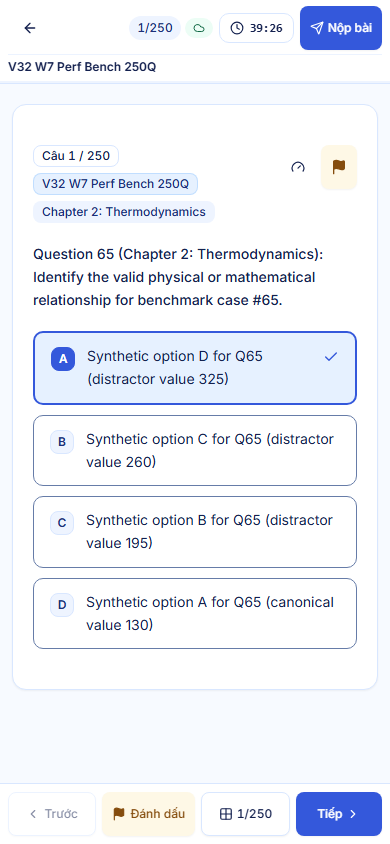 1/250
39:26
Nộp bài
V32 W7 Perf Bench 250Q
Câu 1 / 250
V32 W7 Perf Bench 250Q
Chapter 2: Thermodynamics
Question 65 (Chapter 2: Thermodynamics):
Identify the valid physical or mathematical
relationship for benchmark case #65.
A
Synthetic option D for Q65
(distractor value 325)
B
Synthetic option C for Q65 (distractor
value 260)
C
Synthetic option B for Q65 (distractor
value 195)
D
Synthetic option A for Q65 (canonical
value 130)
Trước
Đánh dấu
1/250
Tiếp